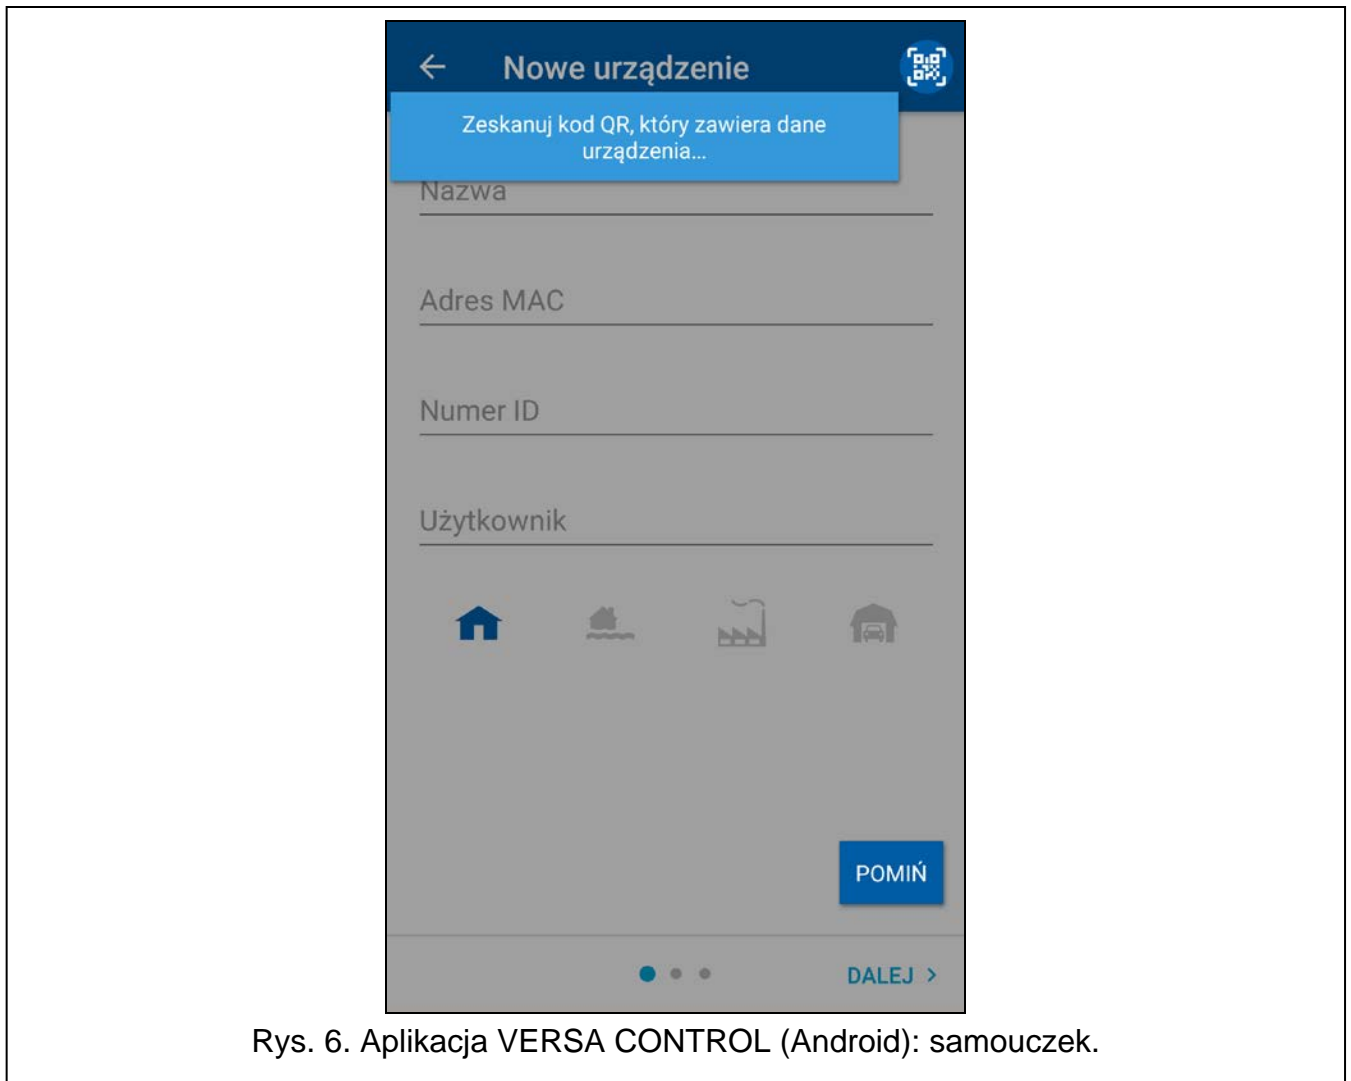 Nowe urządzenie
Zeskanuj kod QR, który zawiera dane
urządzenia...
Nazwa
Adres MAC
Numer ID
Użytkownik
POMIŃ
DALEJ >
Rys. 6. Aplikacja VERSA CONTROL (Android): samouczek.